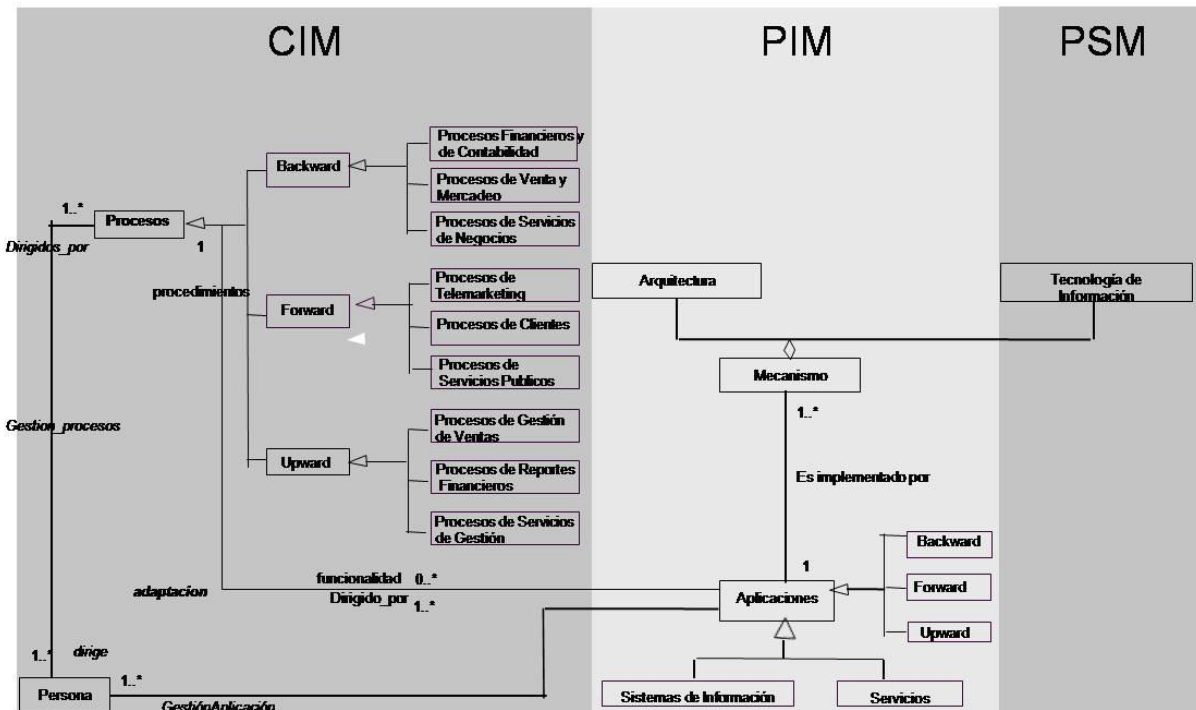 CIM
PIM
PSM
Procesos Financieros y
de Contabilidad
Backward
Procesos de Venta y
Mercadeo
1..*
Procesos
Procesos de Servicios
de Negocios
Dirigidos_por
1
Procesos de
Telemarketing
procedimientos
Forward
Procesos de Clientes
Procesos de
Servicios Publicos
Arquitectura
Tecnología de
Información
Mecanismo
1..*
Gestion_procesos
Procesos de Gestión
de Ventas
Upward
Procesos de Reportes
Financieros
Procesos de Servicios
de Gestión
Es implementado por
1
Backward
Forward
Upward
adaptacion
funcionalidad
0..*
Dirigido_por
1..*
Aplicaciones
1..*
dirige
Persona
1..*
GestiónAplicación
Sistemas de Información
Servicios